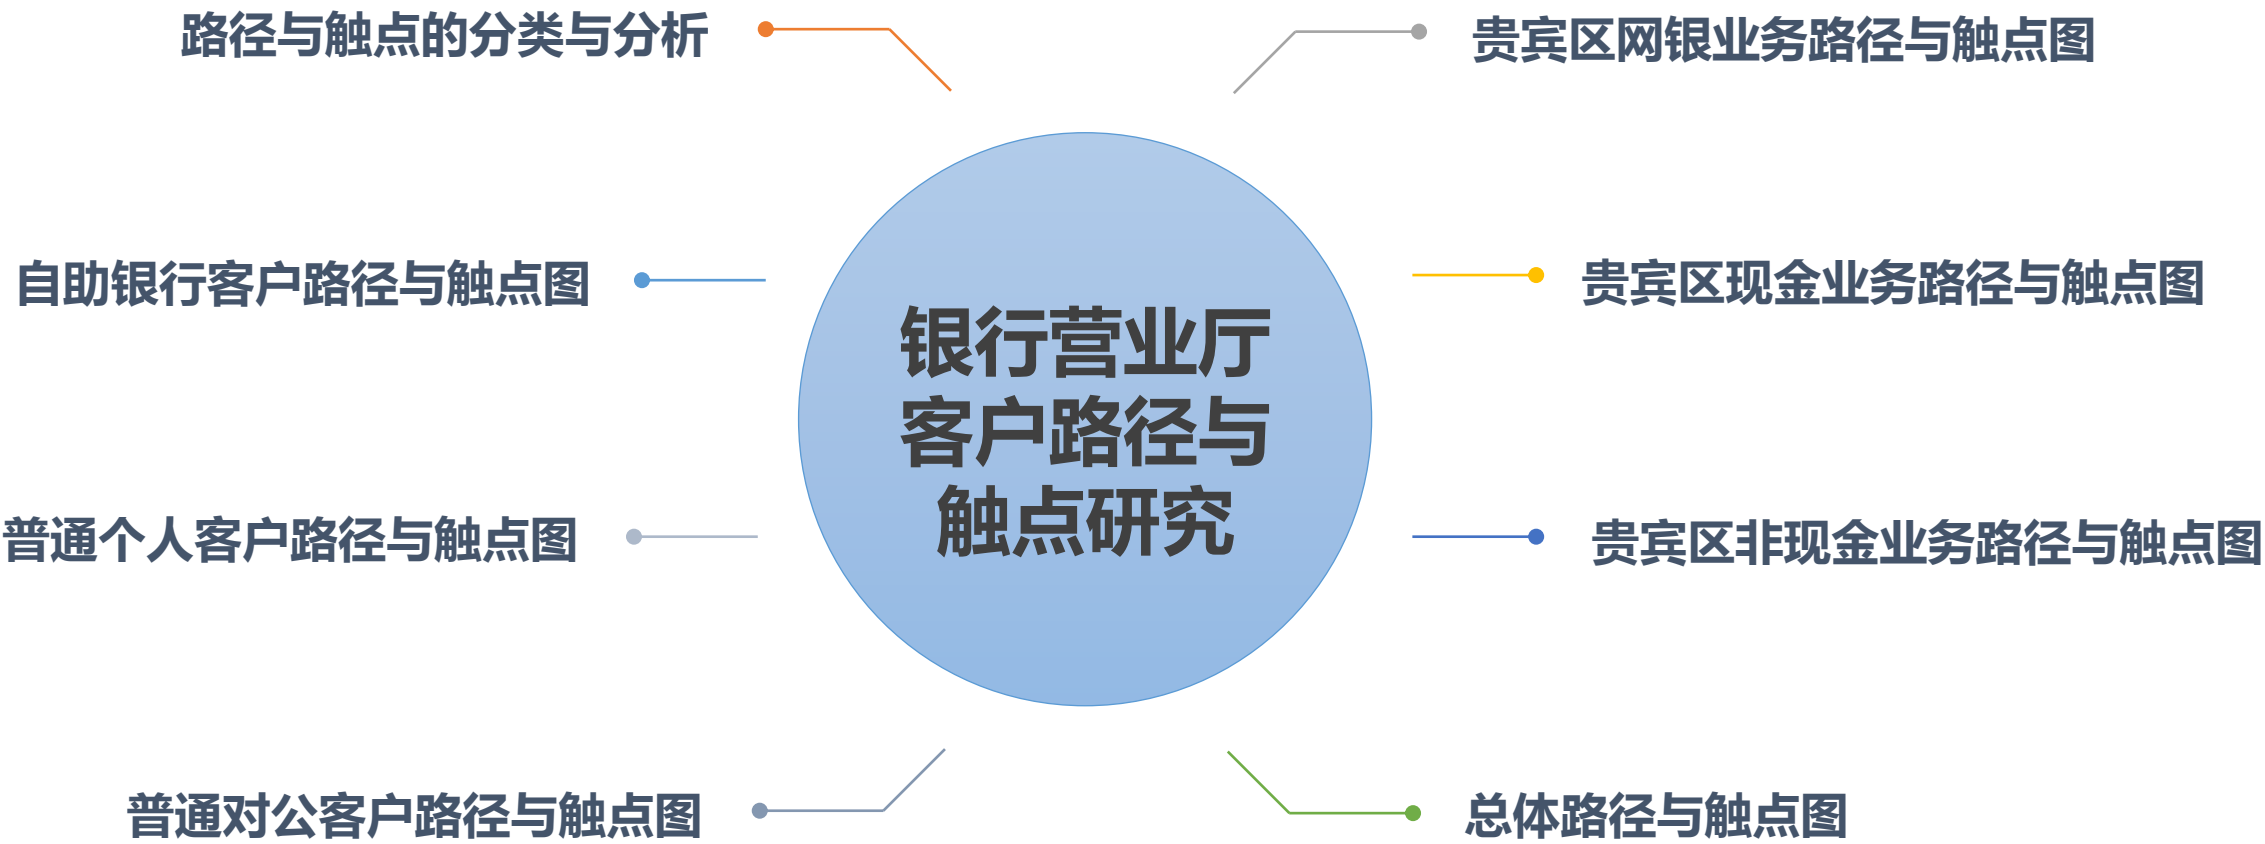 路径与触点的分类与分析
自助银行客户路径与触点图
普通个人客户路径与触点图
普通对公客户路径与触点图
银行营业厅
客户路径与
触点研究
贵宾区网银业务路径与触点图
贵宾区现金业务路径与触点图
贵宾区非现金业务路径与触点图
总体路径与触点图